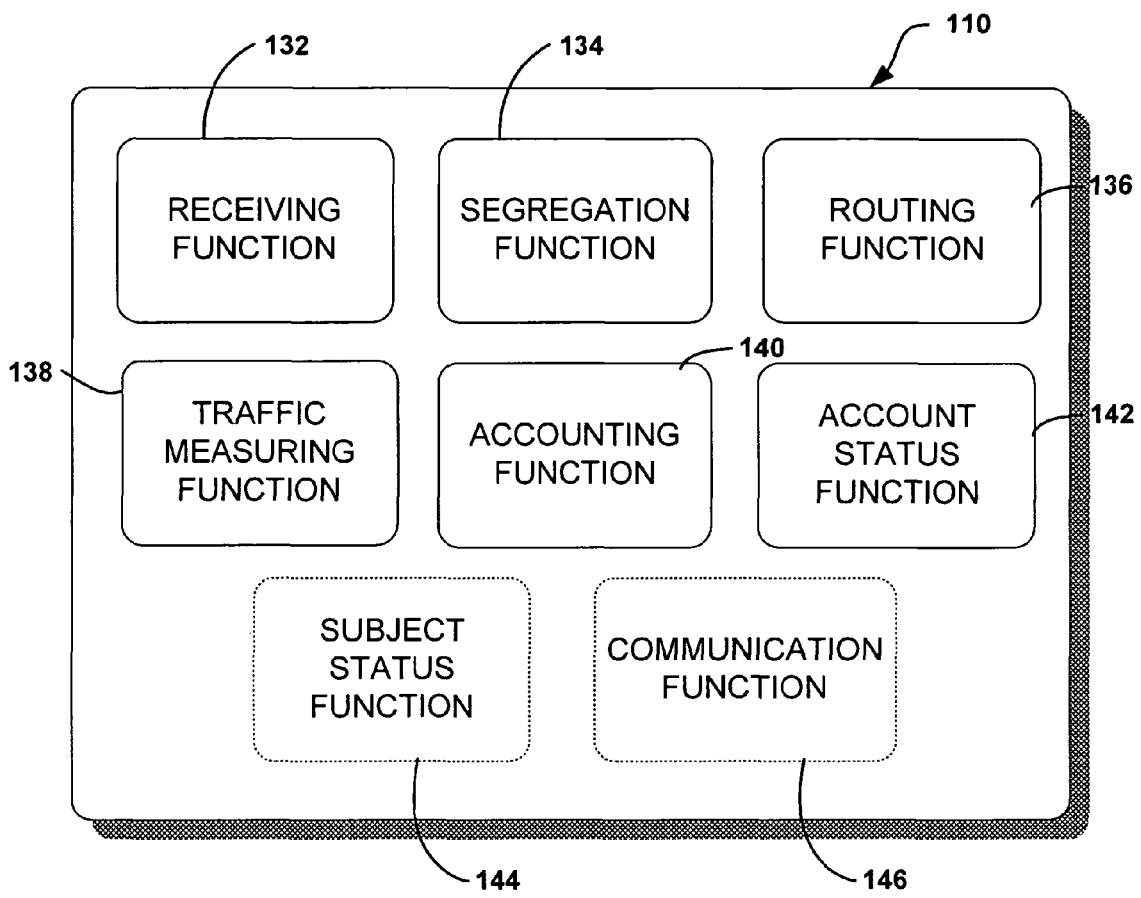 132
134
110
RECEIVING
FUNCTION
SEGREGATION
FUNCTION
ROUTING
FUNCTION
136
138
TRAFFIC
MEASURING
FUNCTION
140
ACCOUNTING
FUNCTION
ACCOUNT
STATUS
FUNCTION
142
SUBJECT
STATUS
FUNCTION
COMMUNICATION
FUNCTION
144
146